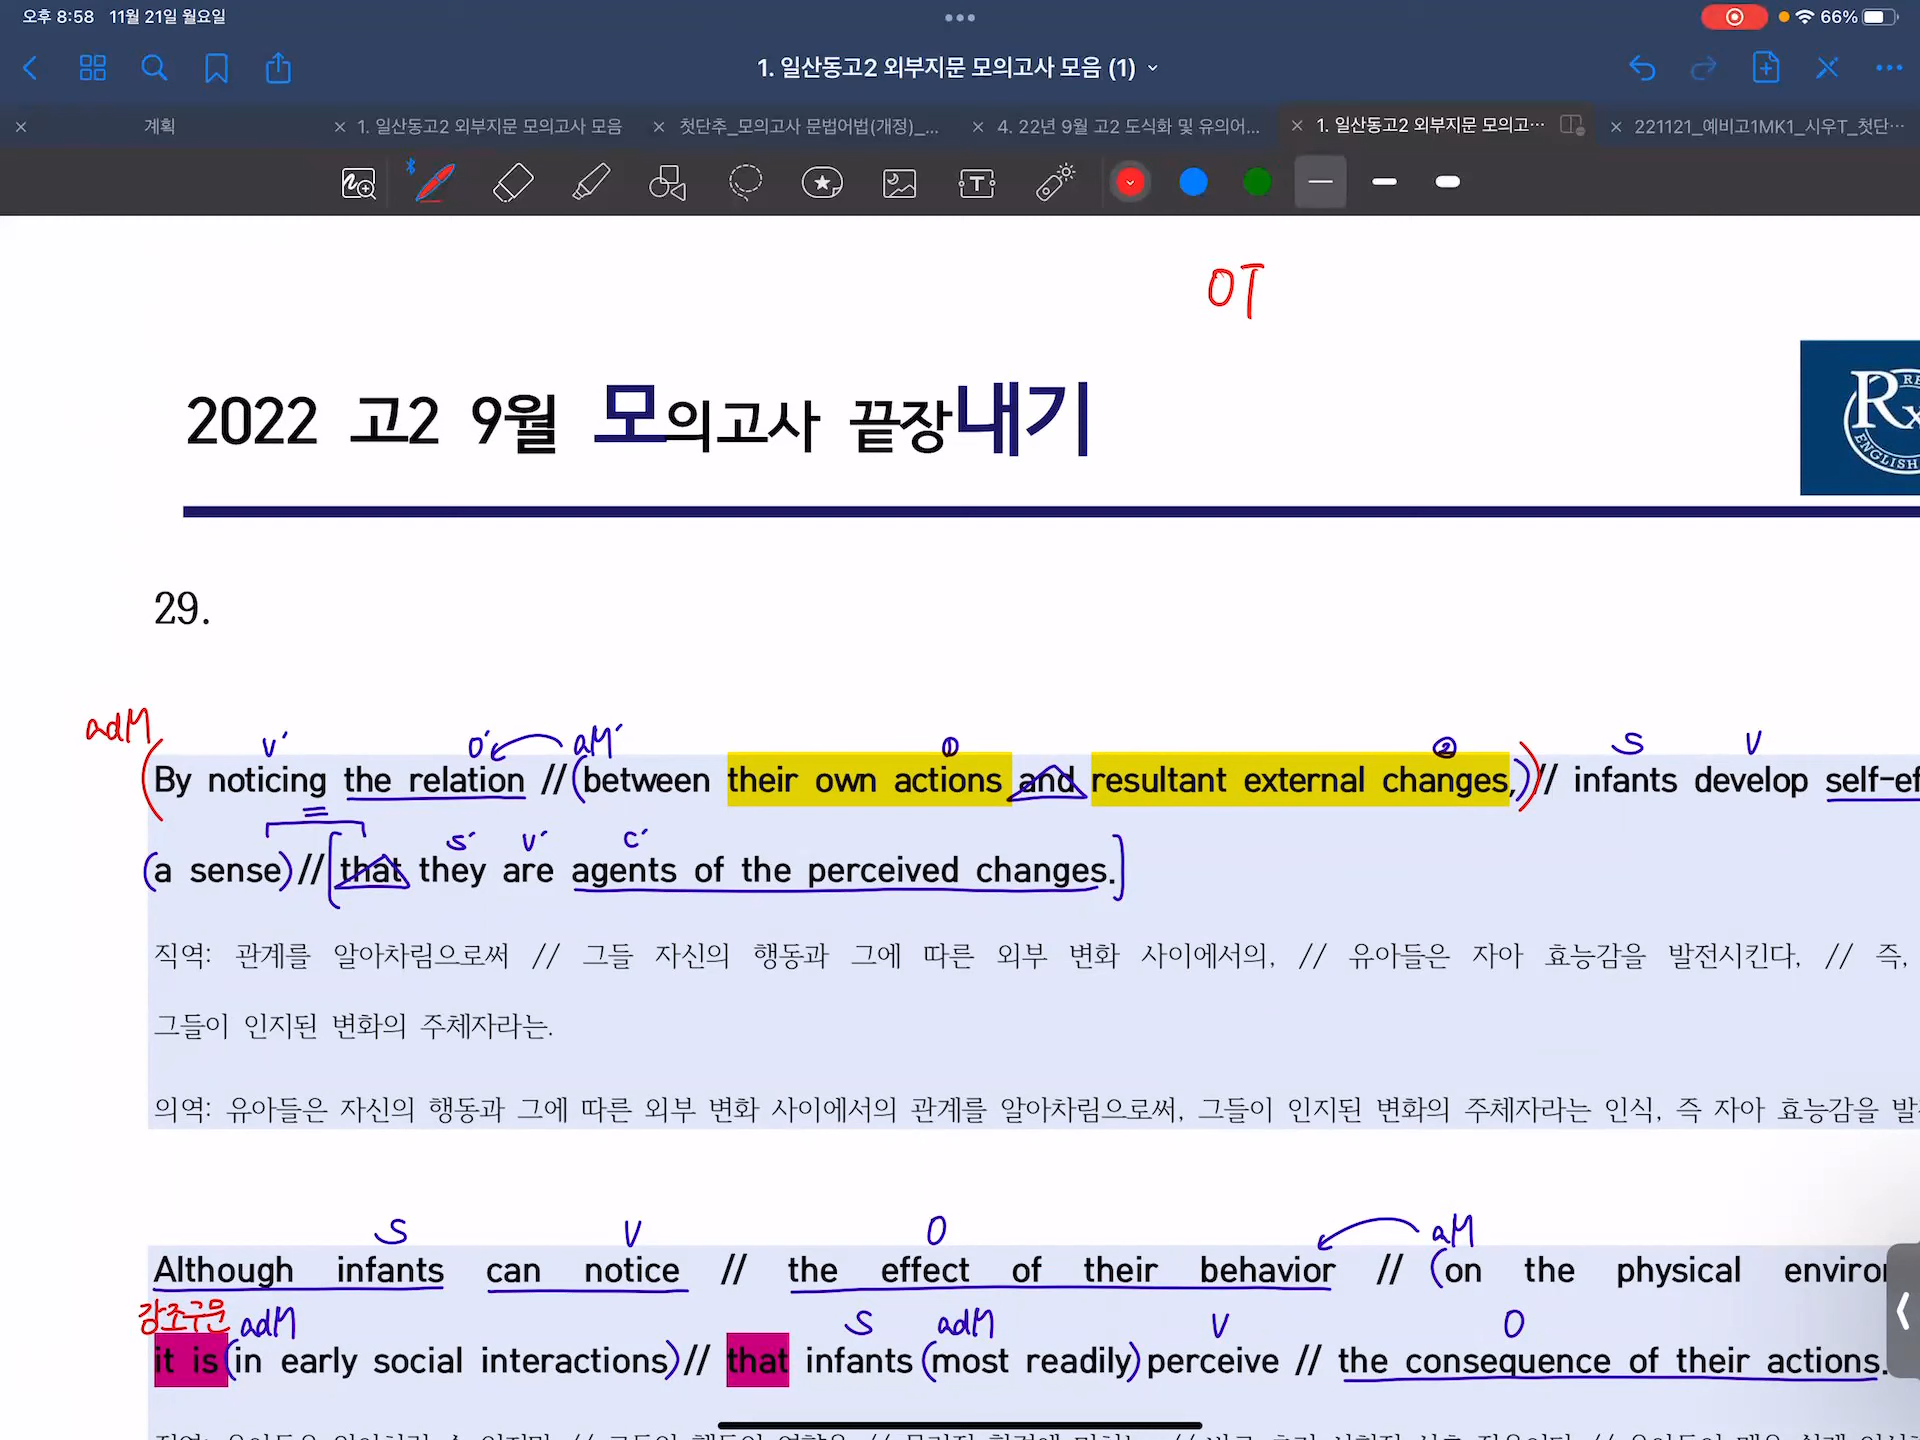 오후 8:58 11월 21일 월요일
66%
1. 일산동고2 외부지문 모의고사 모음 (1)
계획
1. 일산동고2 외부지문 모의고사 모음
첫단추_모의고사 문법어법(개정)_...
4. 22년 9월 고2 도식화 및 유의어...
1. 일산동고2 외부지문 모의고...
221121_예비고1MK1_시우T_첫단...
OT
2022 고2 9월 모의고사 끝장내기
Rx
ENGLISH
29.
adM
v' o' aM' ① ② S V
(By noticing the relation // (between their own actions and resultant external changes,)) // infants develop self-ef
=
s' v' c'
(a sense) // [that they are agents of the perceived changes.]
직역: 관계를 알아차림으로써 // 그들 자신의 행동과 그에 따른 외부 변화 사이에서의, // 유아들은 자아 효능감을 발전시킨다, // 즉,
그들이 인지된 변화의 주체자라는.
의역: 유아들은 자신의 행동과 그에 따른 외부 변화 사이에서의 관계를 알아차림으로써, 그들이 인지된 변화의 주체자라는 인식, 즉 자아 효능감을
S V O aM
Although infants can notice // the effect of their behavior // (on the physical
강조구문 adM S adM V O
it is (in early social interactions) // that infants (most readily) perceive // the consequence of their actions.